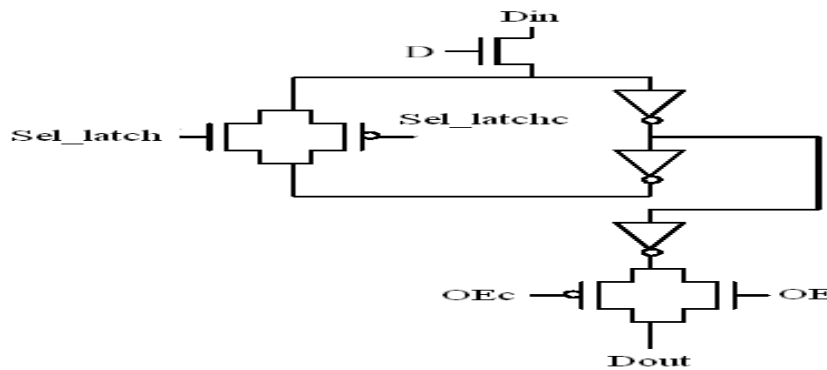 Din
D
Sel_latch
Sel_latchc
OEc
OE
Dout